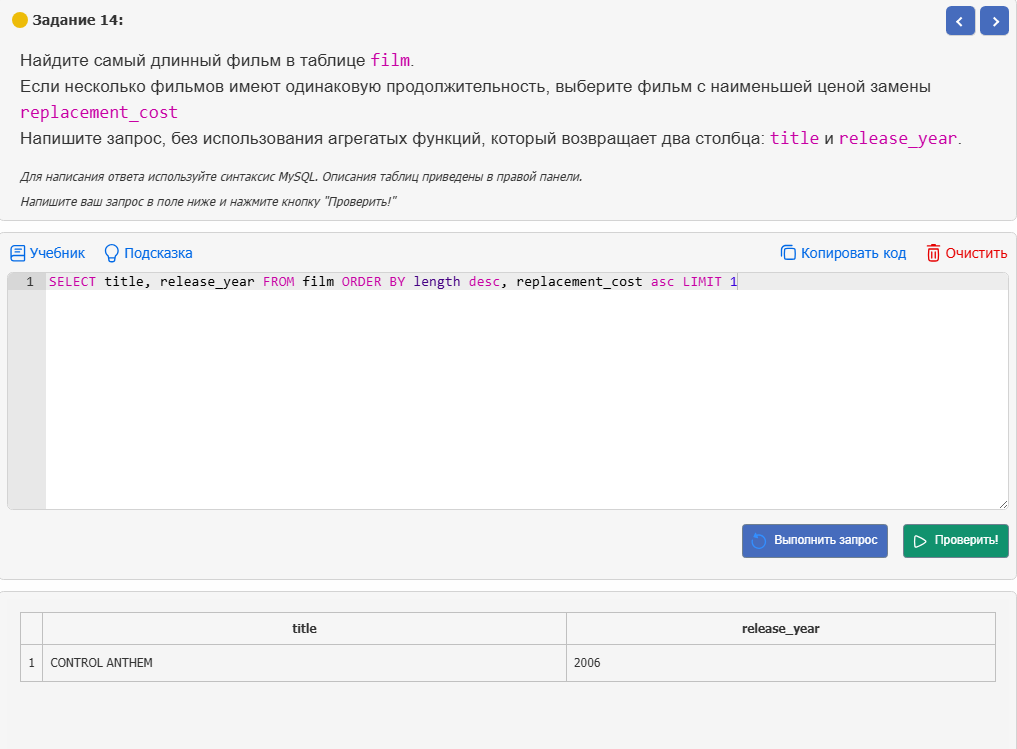 Задание 14:
Найдите самый длинный фильм в таблице film.
Если несколько фильмов имеют одинаковую продолжительность, выберите фильм с наименьшей ценой замены
replacement_cost
Напишите запрос, без использования агрегатых функций, который возвращает два столбца: title и release_year.
Для написания ответа используйте синтаксис MySQL. Описания таблиц приведены в правой панели.
Напишите ваш запрос в поле ниже и нажмите кнопку "Проверить!"
Учебник Подсказка Копировать код Очистить
1 SELECT title, release_year FROM film ORDER BY length desc, replacement_cost asc LIMIT 1
Выполнить запрос Проверить!
title release_year
1 CONTROL ANTHEM 2006